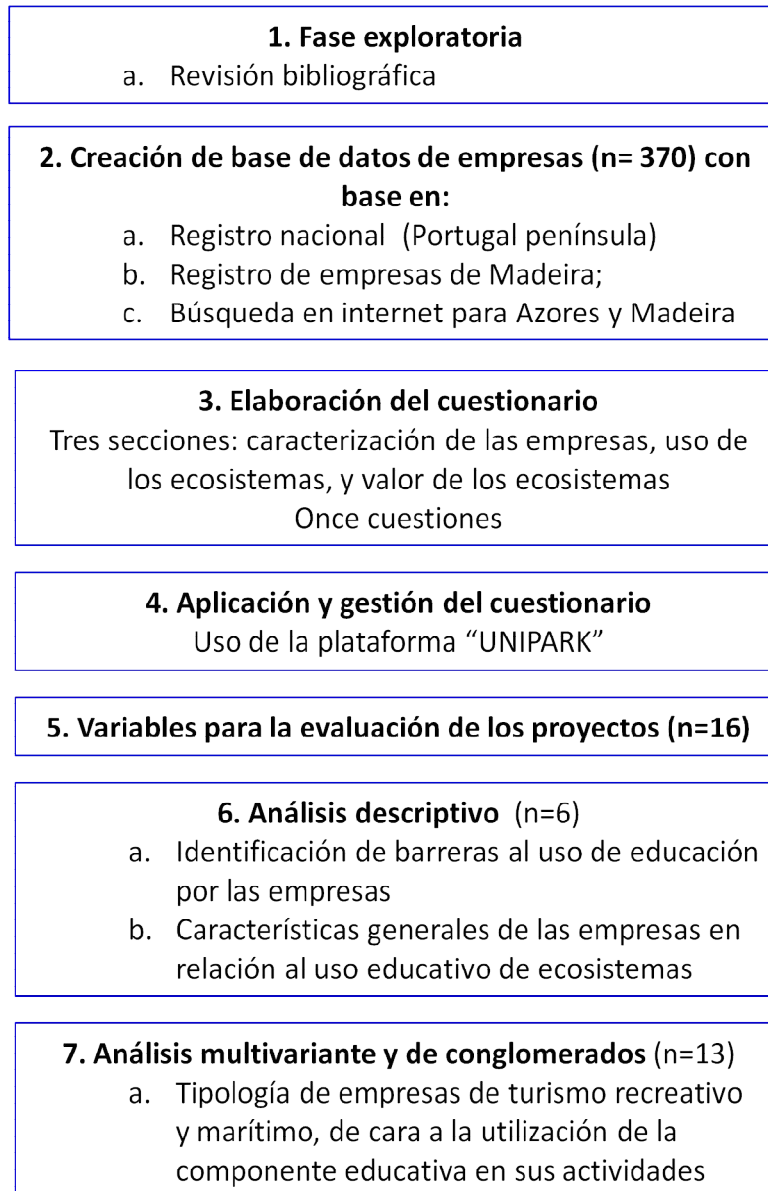 1. Fase exploratoria
a. Revisión bibliográfica
2. Creación de base de datos de empresas (n= 370) con
base en:
a. Registro nacional (Portugal península)
b. Registro de empresas de Madeira;
c. Búsqueda en internet para Azores y Madeira
3. Elaboración del cuestionario
Tres secciones: caracterización de las empresas, uso de
los ecosistemas, y valor de los ecosistemas
Once cuestiones
4. Aplicación y gestión del cuestionario
Uso de la plataforma “UNIPARK”
5. Variables para la evaluación de los proyectos (n=16)
6. Análisis descriptivo (n=6)
a. Identificación de barreras al uso de educación
por las empresas
b. Características generales de las empresas en
relación al uso educativo de ecosistemas
7. Análisis multivariante y de conglomerados (n=13)
a. Tipología de empresas de turismo recreativo
y marítimo, de cara a la utilización de la
componente educativa en sus actividades